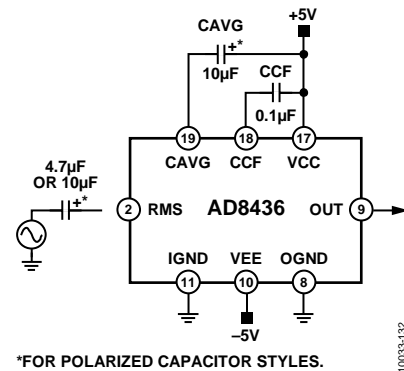 CAVG
+5V
+*
10µF
CCF
0.1µF
19
18
17
CAVG
CCF
VCC
4.7µF
OR 10µF
+*
2
RMS
AD8436
OUT
9
IGND
VEE
OGND
11
10
8
–5V
*FOR POLARIZED CAPACITOR STYLES.
10033-132